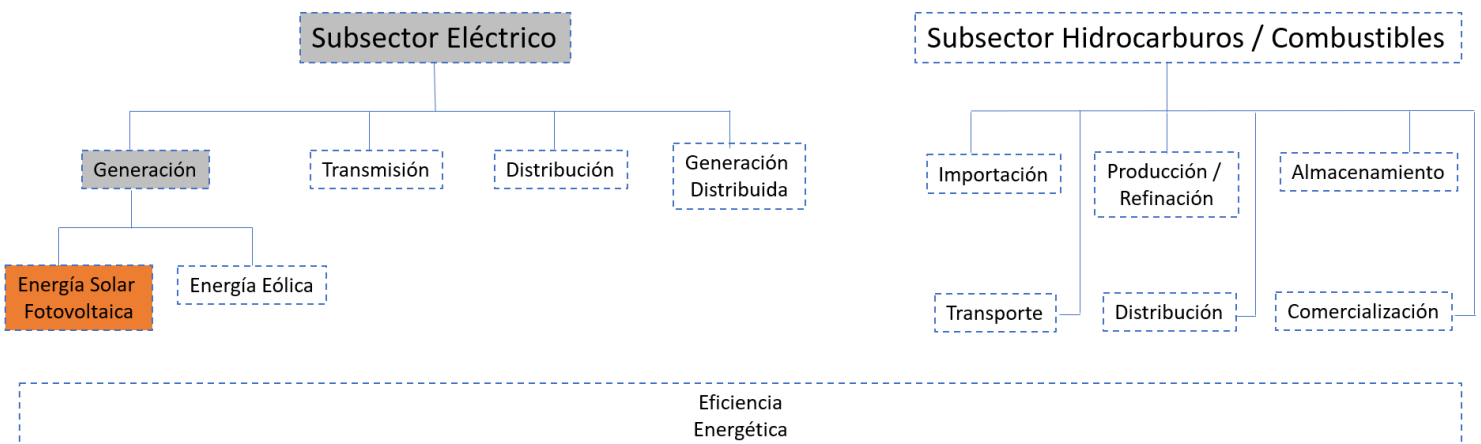 Subsector Eléctrico
Subsector Hidrocarburos / Combustibles
Generación
Transmisión
Distribución
Generación
Distribuida
Importación
Producción /
Refinación
Almacenamiento
Energía Solar
Fotovoltaica
Energía Eólica
Transporte
Distribución
Comercialización
Eficiencia
Energética